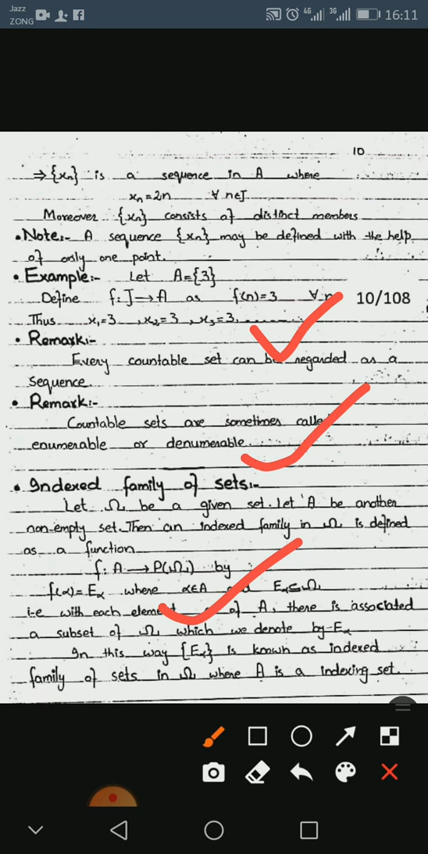 Jazz
ZONG
4G 3G 16:11
10
⇒{xn} is a sequence in A where
xn=2n ∀ n∈J
Moreover {xn} consists of distinct members
•Note:- A sequence {xn} may be defined with the help
of only one point.
•Example:- Let A={3}
Define f:J→A as f(n)=3 ∀ n
10/108
Thus x1=3, x2=3, x3=3, ........
•Remark:-
Every countable set can be regarded as a
sequence
•Remark:-
Countable sets are sometimes called
enumerable or denumerable.
•Indexed family of sets:-
Let Ω be a given set. Let A be another
non-empty set. Then an indexed family in Ω is defined
as a function
f: A→P(Ω) by
f(α)=Eα where α∈A and Eα⊆Ω
i.e with each element of A, there is associated
a subset of Ω which we denote by Eα
In this way {Eα} is known as indexed
family of sets in Ω where A is a indexing set